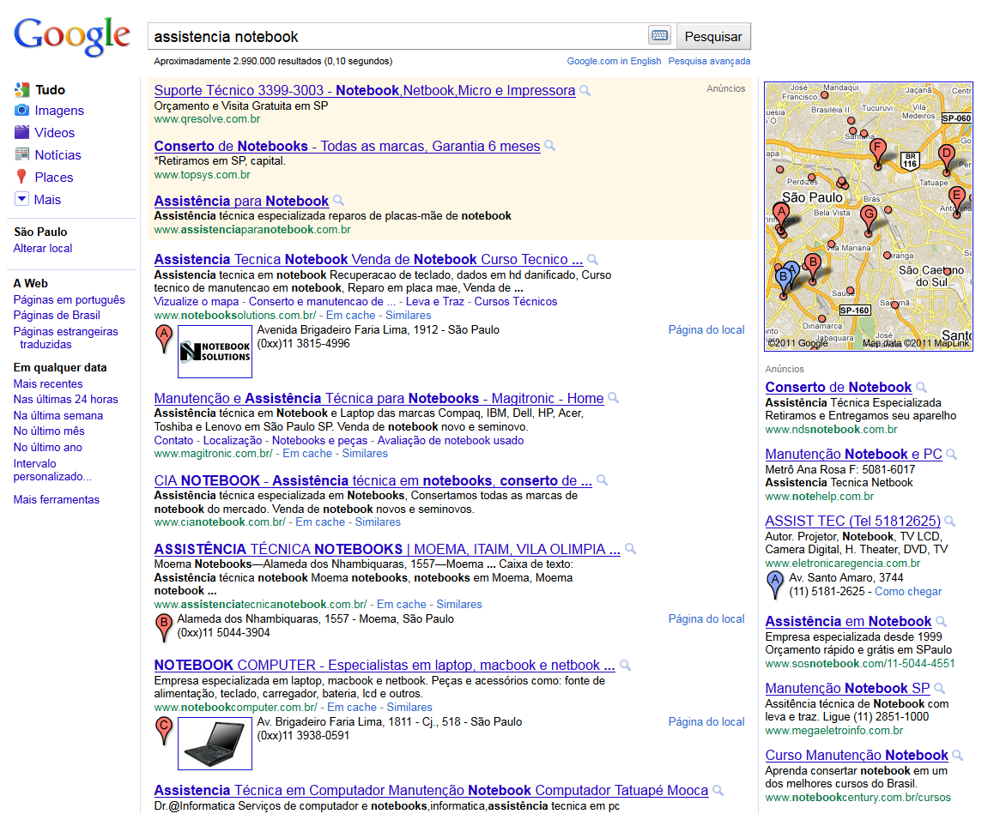 Google
assistencia notebook
Pesquisar
Aproximadamente 2.990.000 resultados (0,10 segundos)
Google.com in English Pesquisa avançada
Tudo
Imagens
Vídeos
Notícias
Places
Mais
São Paulo
Alterar local
A Web
Páginas em português
Páginas de Brasil
Páginas estrangeiras
traduzidas
Em qualquer data
Mais recentes
Nas últimas 24 horas
Na última semana
No último mês
No último ano
Intervalo
personalizado...
Mais ferramentas
Anúncios
Suporte Técnico 3399-3003 - Notebook,Netbook,Micro e Impressora
Orçamento e Visita Gratuita em SP
www.qresolve.com.br
Conserto de Notebooks - Todas as marcas, Garantia 6 meses
*Retiramos em SP, capital.
www.topsys.com.br
Assistência para Notebook
Assistência técnica especializada reparos de placas-mãe de notebook
www.assistenciaparanotebook.com.br
Assistencia Tecnica Notebook Venda de Notebook Curso Tecnico ...
Assistencia tecnica em notebook Recuperacao de teclado, dados em hd danificado, Curso
tecnico de manutencao em notebook, Reparo em placa mae, Venda de ...
Vizualize o mapa - Conserto e manutencao de ... - Leva e Traz - Cursos Técnicos
www.notebooksolutions.com.br/ - Em cache - Similares
A
NOTEBOOK
SOLUTIONS
Avenida Brigadeiro Faria Lima, 1912 - São Paulo
(0xx)11 3815-4996
Página do local
Manutenção e Assistência Técnica para Notebooks - Magitronic - Home
Assistência técnica em Notebook e Laptop das marcas Compaq, IBM, Dell, HP, Acer,
Toshiba e Lenovo em São Paulo SP. Venda de notebook novo e seminovo.
Contato - Localização - Notebooks e peças - Avaliação de notebook usado
www.magitronic.com.br/ - Em cache - Similares
CIA NOTEBOOK - Assistência técnica em notebooks, conserto de ...
Assistência técnica especializada em Notebooks, Consertamos todas as marcas de
notebook do mercado. Venda de notebook novos e seminovos.
www.cianotebook.com.br/ - Em cache - Similares
ASSISTÊNCIA TÉCNICA NOTEBOOKS | MOEMA, ITAIM, VILA OLIMPIA ...
Moema Notebooks—Alameda dos Nhambiquaras, 1557—Moema ... Caixa de texto:
Assistência técnica notebook Moema notebooks, notebooks em Moema, Moema
notebook ...
www.assistenciatecnicanotebook.com.br/ - Em cache - Similares
B
Alameda dos Nhambiquaras, 1557 - Moema, São Paulo
(0xx)11 5044-3904
Página do local
NOTEBOOK COMPUTER - Especialistas em laptop, macbook e netbook ...
Empresa especializada em laptop, macbook e netbook. Peças e acessórios como: fonte de
alimentação, teclado, carregador, bateria, lcd e outros.
www.notebookcomputer.com.br/ - Em cache - Similares
C
Av. Brigadeiro Faria Lima, 1811 - Cj., 518 - São Paulo
(0xx)11 3938-0591
Página do local
Assistencia Técnica em Computador Manutenção Notebook Computador Tatuapé Mooca
Dr.@Informatica Serviços de computador e notebooks,informatica,assistência tecnica em pc
José Mandaqui
Francisco
Jaçanã
Brasiléia II
Tucuruvi
Vila
Medeiros
Centro
SP-060
Santana
F
BR
116
D
Perdizes
Tatuape
São Paulo
Brás
E
A
Bela Vista
G
Vila Mariana
B
Ipiranga
A
B
São Caetano
do Sul
Saúde
SP-160
Dinamarca
Jardins
José
Santo
©2011 Google
Map data ©2011 MapLink
Anúncios
Conserto de Notebook
Assistência Técnica Especializada
Retiramos e Entregamos seu aparelho
www.ndsnotebook.com.br
Manutenção Notebook e PC
Metrô Ana Rosa F: 5081-6017
Assistencia Tecnica Netbook
www.notehelp.com.br
ASSIST TEC (Tel 51812625)
Autor. Projetor, Notebook, TV LCD,
Camera Digital, H. Theater, DVD, TV
www.eletronicaregencia.com.br
A
Av. Santo Amaro, 3744
(11) 5181-2625 - Como chegar
Assistência em Notebook
Empresa especializada desde 1999
Orçamento rápido e grátis em SPaulo
www.sosnotebook.com/11-5044-4551
Manutenção Notebook SP
Assitência técnica de Notebook com
leva e traz. Ligue (11) 2851-1000
www.megaeletroinfo.com.br
Curso Manutenção Notebook
Aprenda consertar notebook em um
dos melhores cursos do Brasil.
www.notebookcentury.com.br/cursos